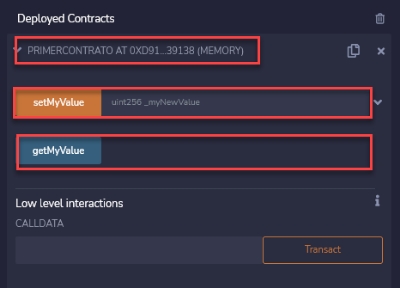 Deployed Contracts
PRIMERCONTRATO AT 0XD91...39138 (MEMORY)
setMyValue uint256 _myNewValue
getMyValue
Low level interactions
CALLDATA
Transact